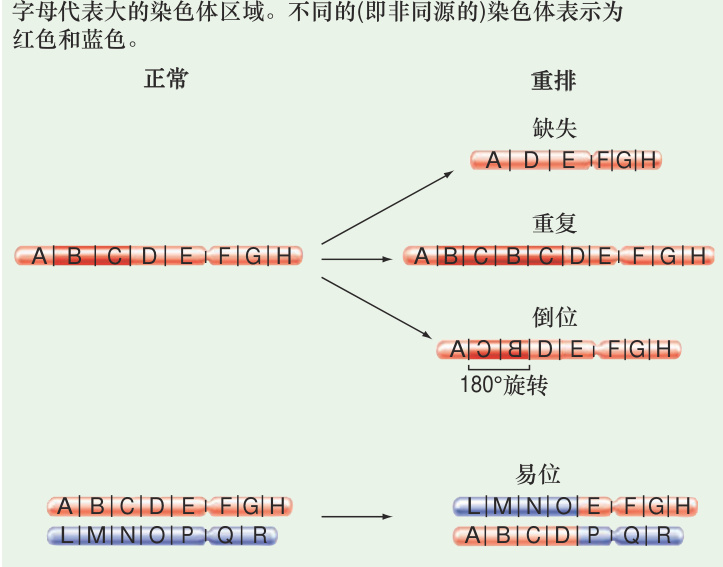 字母代表大的染色体区域。不同的(即非同源的)染色体表示为
红色和蓝色。
正常
重排
缺失
A D E F G H
重复
A B C D E F G H
A B C B C D E F G H
倒位
A C B D E F G H
180°旋转
易位
A B C D E F G H
L M N O E F G H
L M N O P Q R
A B C D P Q R